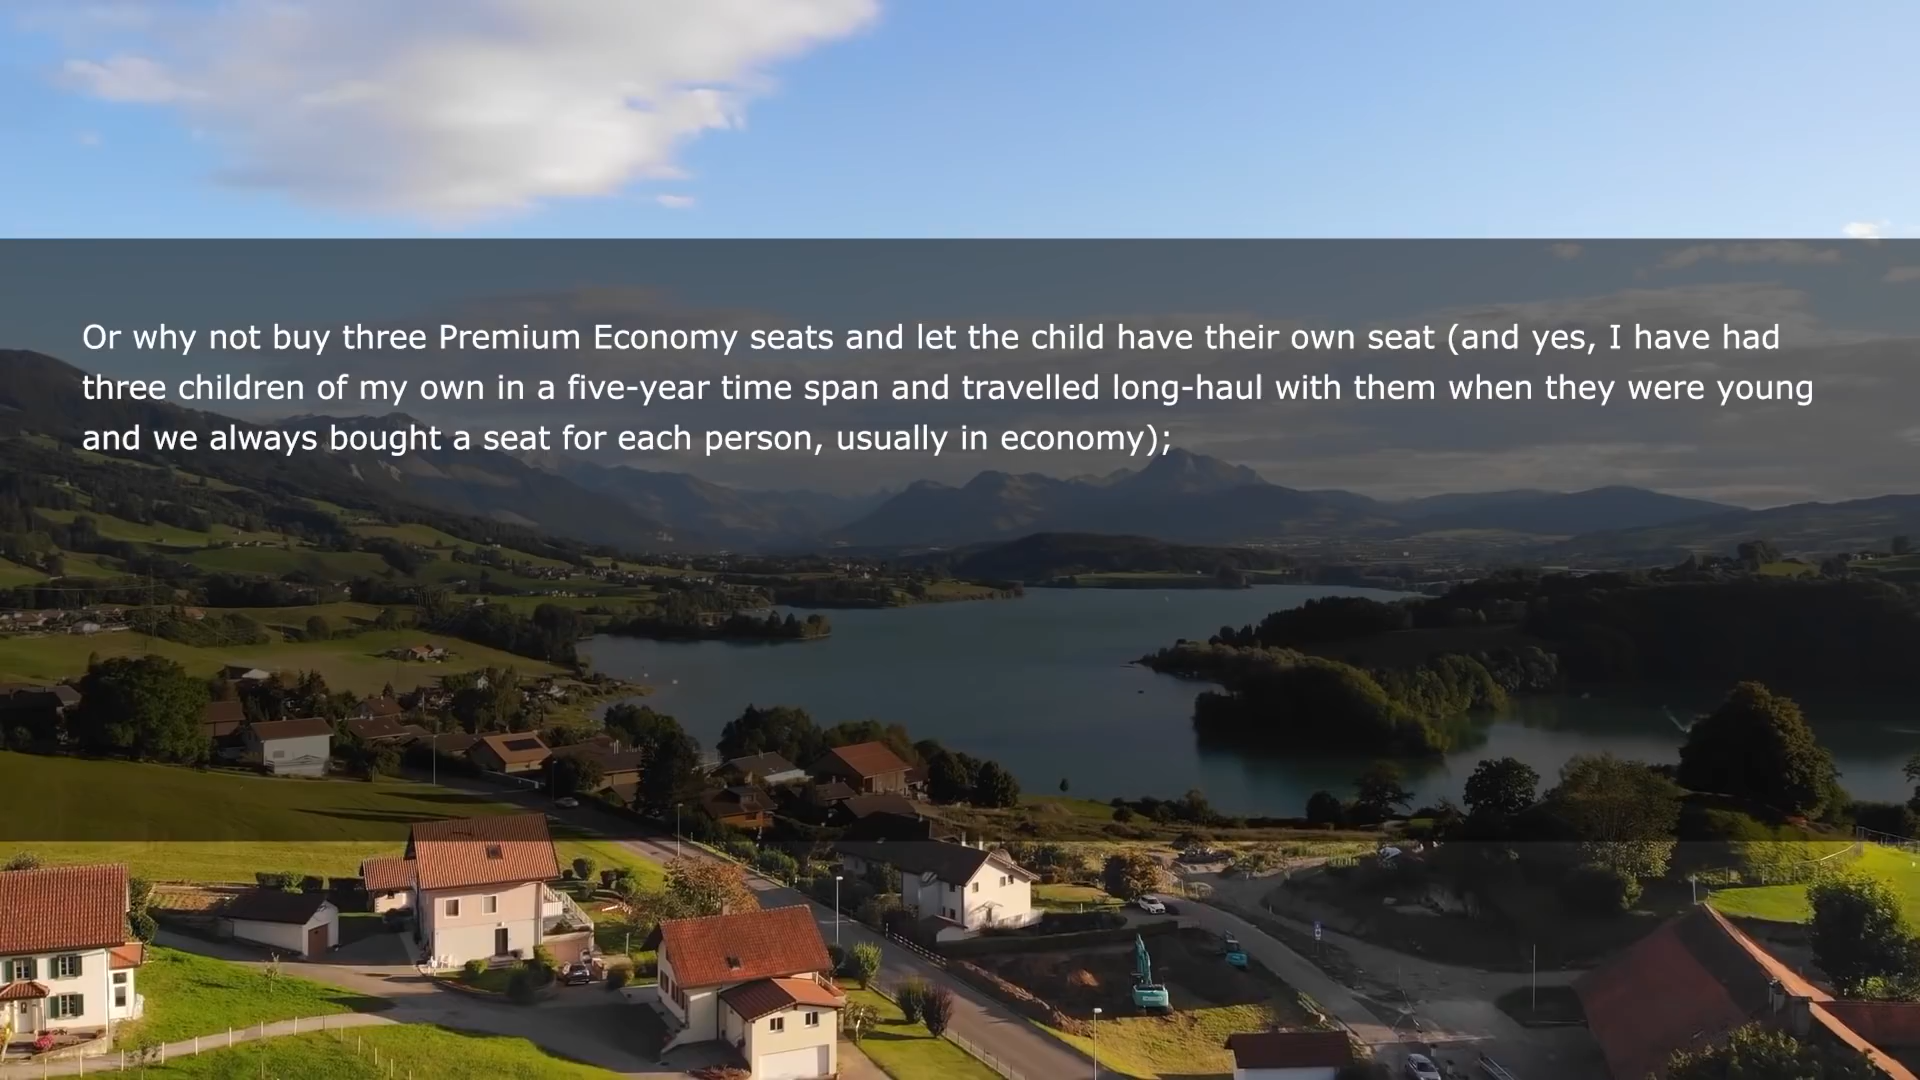 Or why not buy three Premium Economy seats and let the child have their own seat (and yes, I have had
three children of my own in a five-year time span and travelled long-haul with them when they were young
and we always bought a seat for each person, usually in economy);